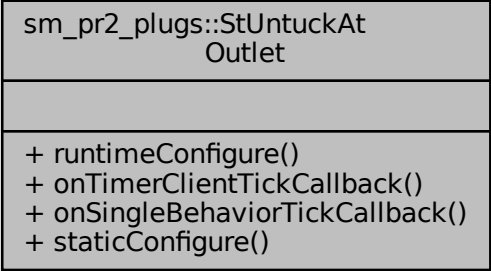 sm_pr2_plugs::StUntuckAt
Outlet
+ runtimeConfigure()
+ onTimerClientTickCallback()
+ onSingleBehaviorTickCallback()
+ staticConfigure()